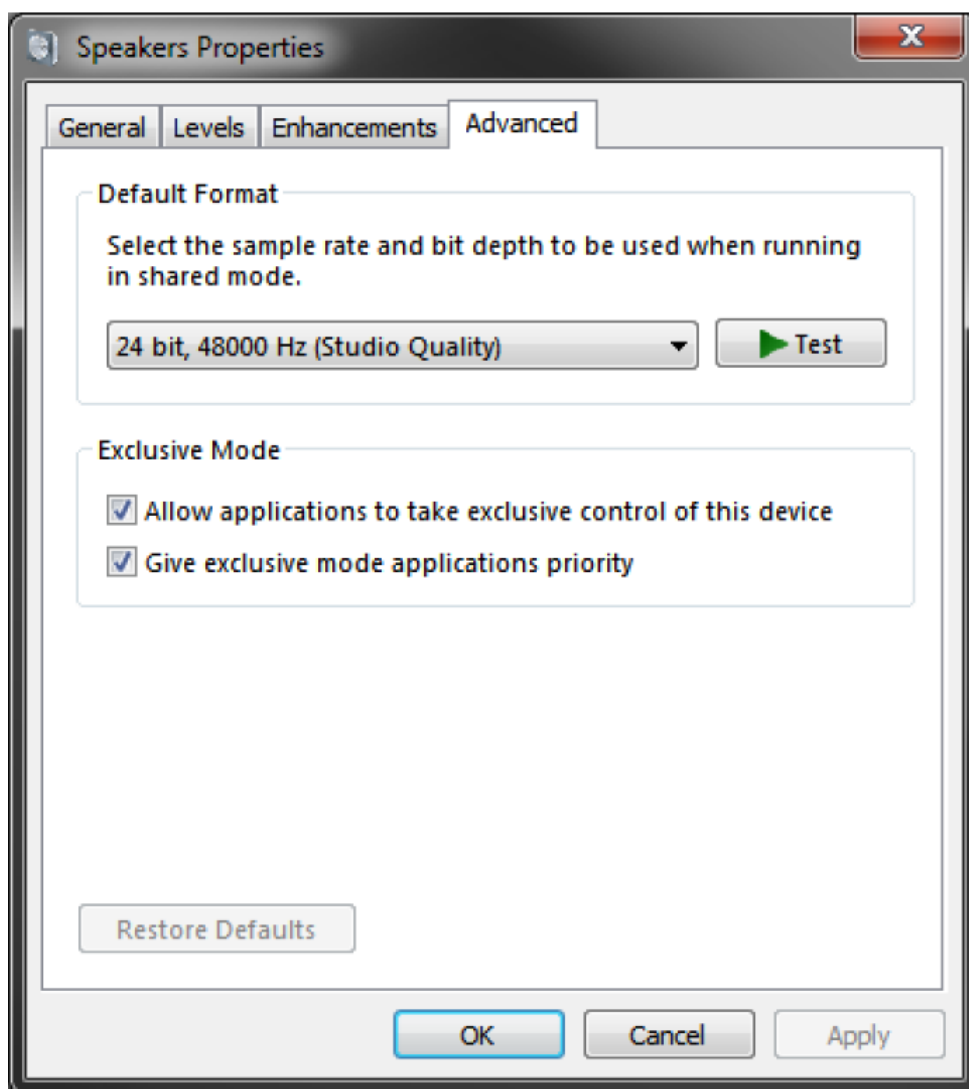 Speakers Properties
General Levels Enhancements Advanced
Default Format
Select the sample rate and bit depth to be used when running
in shared mode.
24 bit, 48000 Hz (Studio Quality)
Test
Exclusive Mode
Allow applications to take exclusive control of this device
Give exclusive mode applications priority
Restore Defaults
OK Cancel Apply